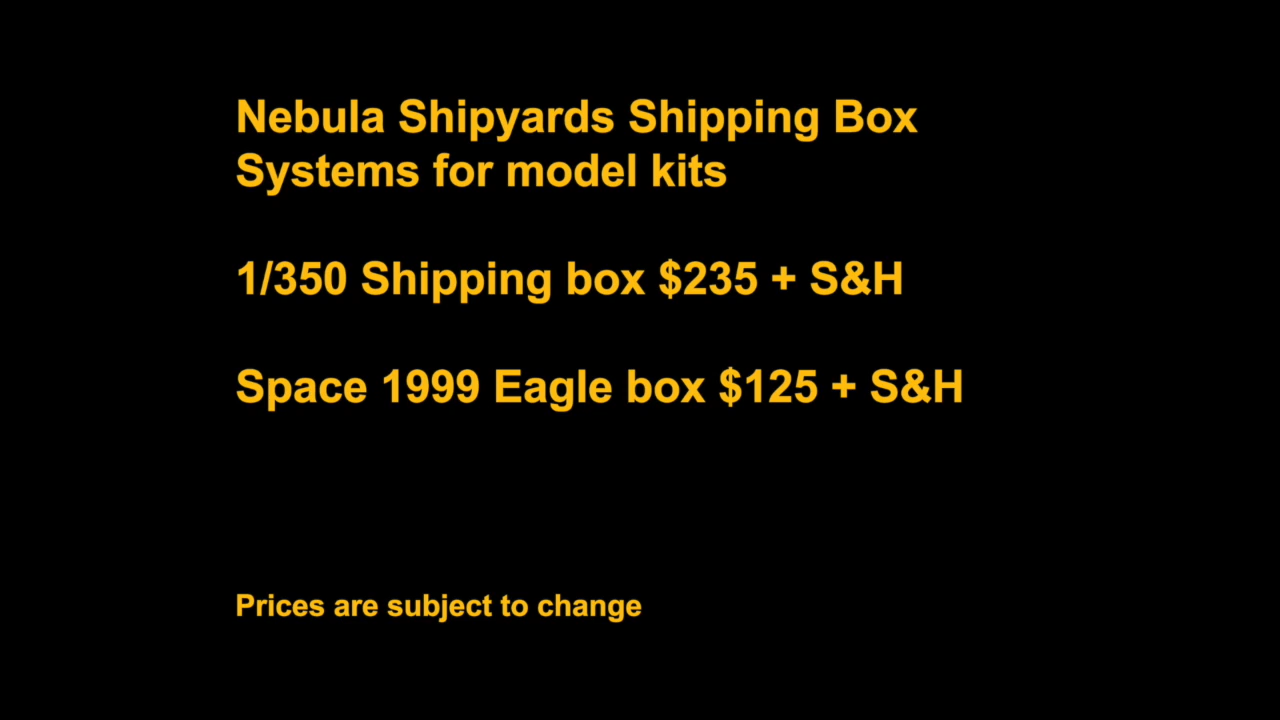 Nebula Shipyards Shipping Box
Systems for model kits
1/350 Shipping box $235 + S&H
Space 1999 Eagle box $125 + S&H
Prices are subject to change